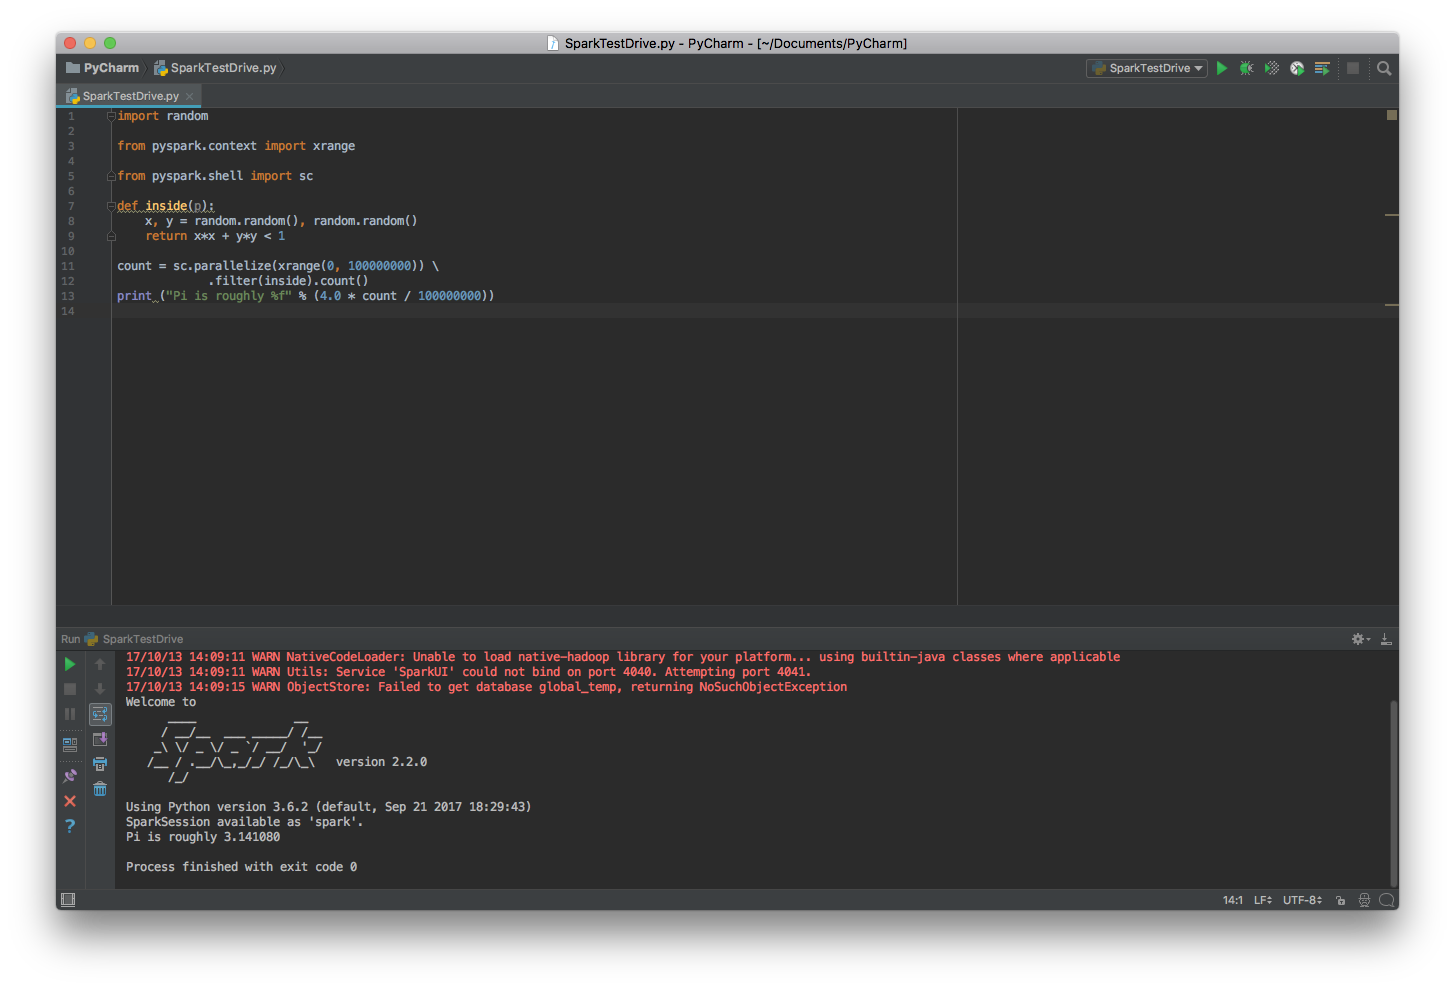 SparkTestDrive.py - PyCharm - [~/Documents/PyCharm]
PyCharm SparkTestDrive.py SparkTestDrive
SparkTestDrive.py
1 import random
2
3 from pyspark.context import xrange
4
5 from pyspark.shell import sc
6
7 def inside(p):
8     x, y = random.random(), random.random()
9     return x*x + y*y < 1
10
11 count = sc.parallelize(xrange(0, 100000000)) \
12              .filter(inside).count()
13 print ("Pi is roughly %f" % (4.0 * count / 100000000))
14
Run SparkTestDrive
17/10/13 14:09:11 WARN NativeCodeLoader: Unable to load native-hadoop library for your platform... using builtin-java classes where applicable
17/10/13 14:09:11 WARN Utils: Service 'SparkUI' could not bind on port 4040. Attempting port 4041.
17/10/13 14:09:15 WARN ObjectStore: Failed to get database global_temp, returning NoSuchObjectException
Welcome to
      ____              __
     / __/__  ___ _____/ /__
    _\ \/ _ \/ _ `/ __/  '_/
   /__ / .__/\_,_/_/ /_/\_\   version 2.2.0
      /_/
Using Python version 3.6.2 (default, Sep 21 2017 18:29:43)
SparkSession available as 'spark'.
Pi is roughly 3.141080
Process finished with exit code 0
14:1 LF UTF-8